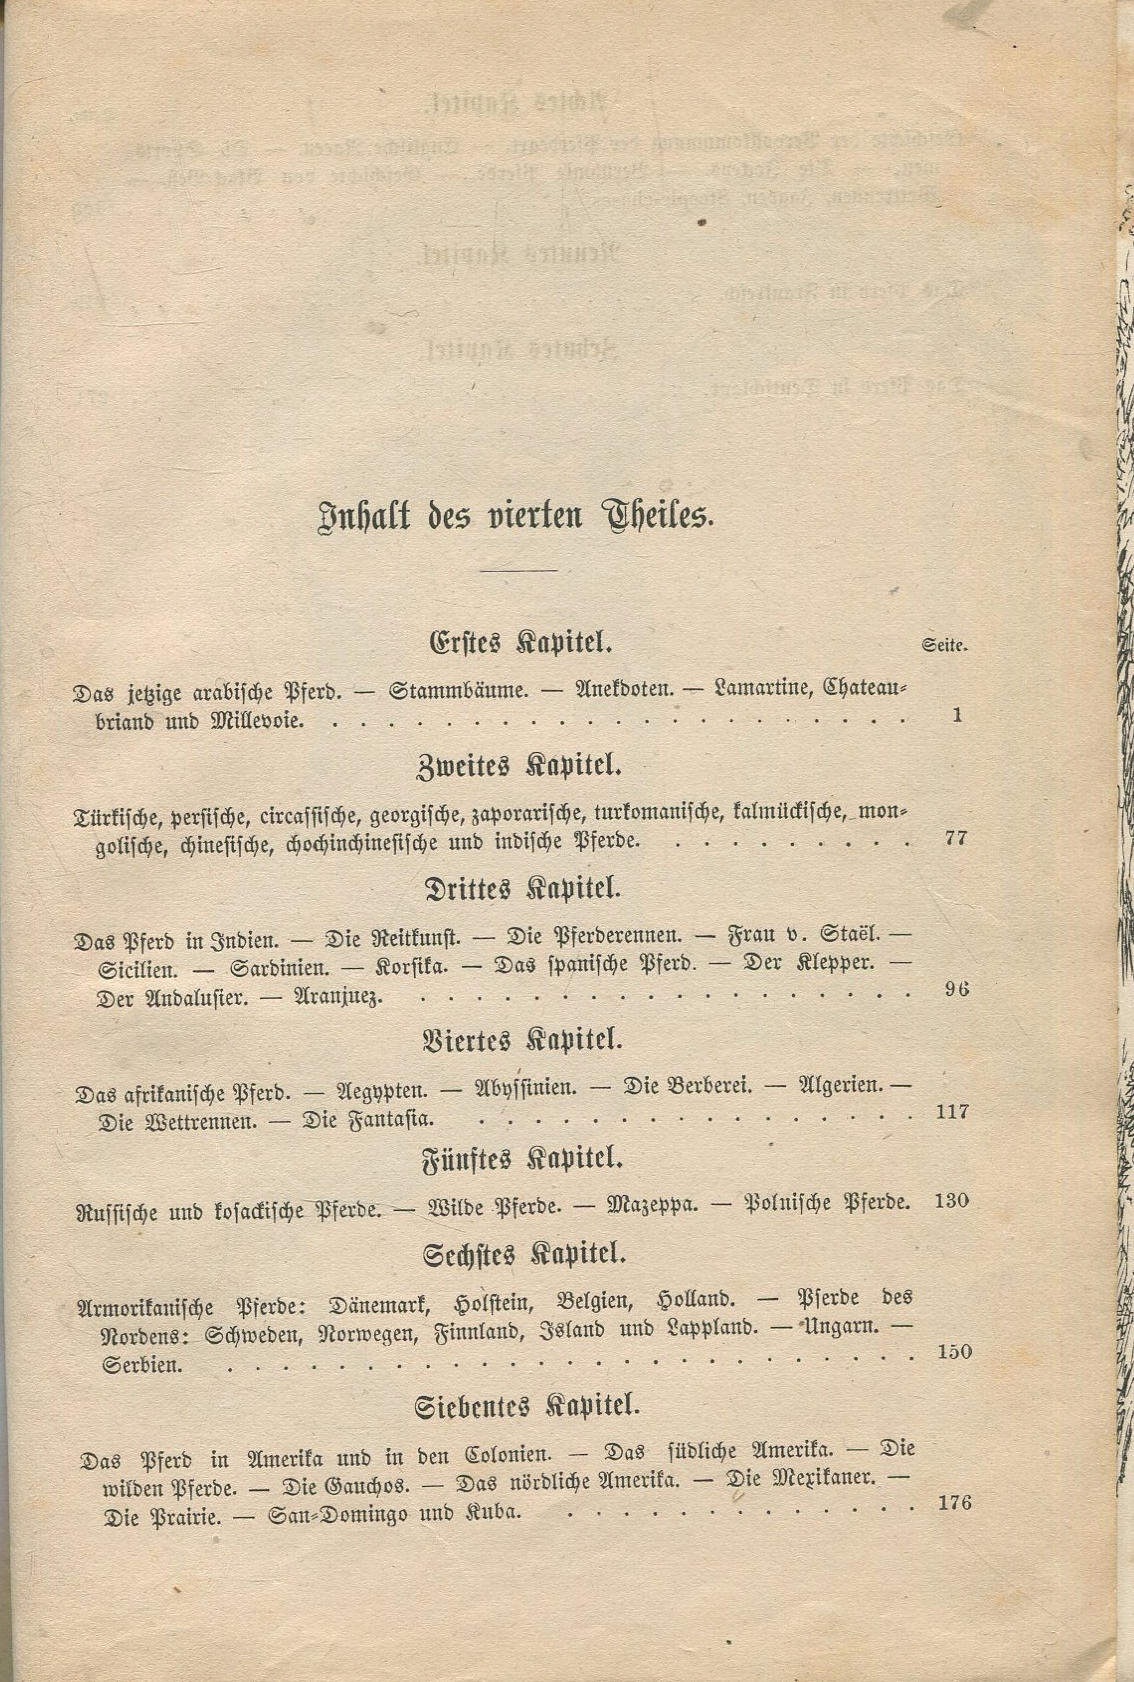 Inhalt des vierten Theiles.
Erstes Kapitel.
Seite.
Das jetzige arabische Pferd. — Stammbäume. — Anekdoten. — Lamartine, Chateau-
briand und Millevoie. . . . . . . . . . . . . . . . . . . . . . 1
Zweites Kapitel.
Türkische, persische, circassische, georgische, zaporarische, turkomanische, kalmückische, mon-
golische, chinesische, chochinchinesische und indische Pferde. . . . . . . . . . 77
Drittes Kapitel.
Das Pferd in Indien. — Die Reitkunst. — Die Pferderennen. — Frau v. Staël. —
Sicilien. — Sardinien. — Korsika. — Das spanische Pferd. — Der Klepper. —
Der Andalusier. — Aranjuez. . . . . . . . . . . . . . . . . . . 96
Viertes Kapitel.
Das afrikanische Pferd. — Aegypten. — Abyssinien. — Die Berberei. — Algerien. —
Die Wettrennen. — Die Fantasia. . . . . . . . . . . . . . . . . 117
Fünftes Kapitel.
Russische und kosackische Pferde. — Wilde Pferde. — Mazeppa. — Polnische Pferde. 130
Sechstes Kapitel.
Armorikanische Pferde: Dänemark, Holstein, Belgien, Holland. — Pferde des
Nordens: Schweden, Norwegen, Finnland, Island und Lappland. — Ungarn. —
Serbien. . . . . . . . . . . . . . . . . . . . . . . . . . 150
Siebentes Kapitel.
Das Pferd in Amerika und in den Colonien. — Das südliche Amerika. — Die
wilden Pferde. — Die Gauchos. — Das nördliche Amerika. — Die Mexikaner. —
Die Prairie. — San-Domingo und Kuba. . . . . . . . . . . . . . 176